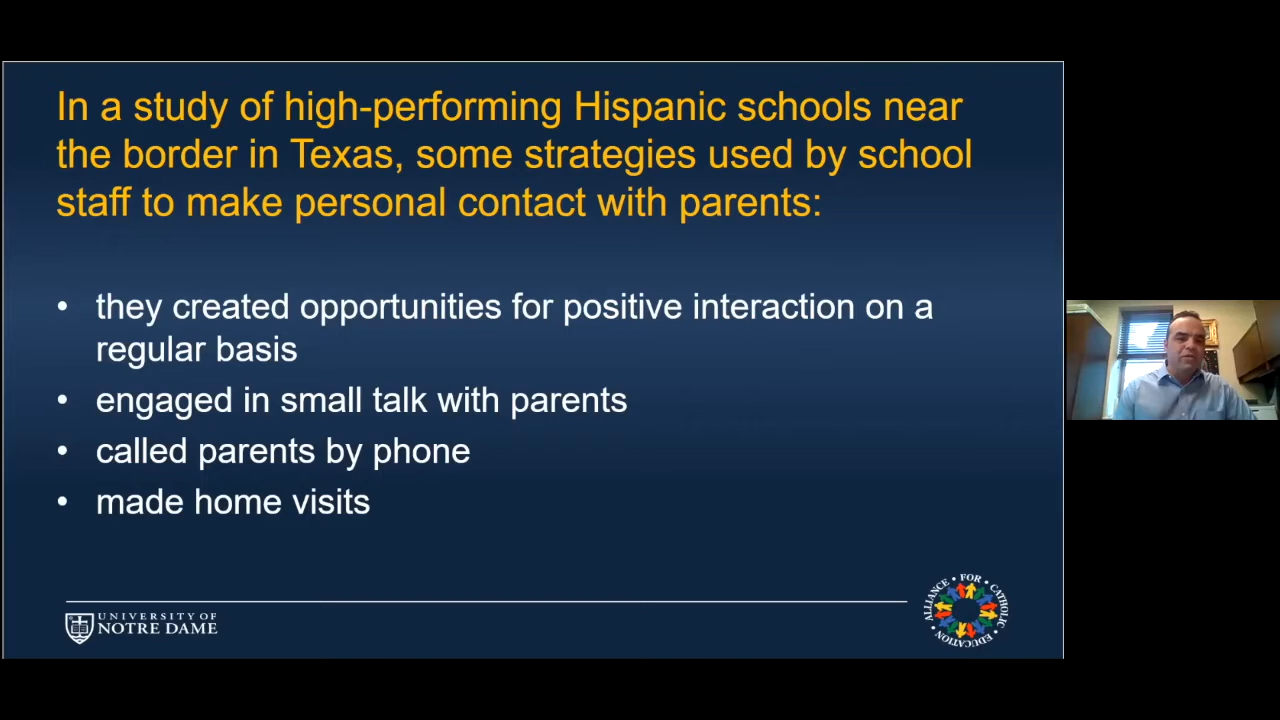 In a study of high-performing Hispanic schools near
the border in Texas, some strategies used by school
staff to make personal contact with parents:
• they created opportunities for positive interaction on a
regular basis
• engaged in small talk with parents
• called parents by phone
• made home visits
UNIVERSITY OF
NOTRE DAME
ALLIANCE • FOR • CATHOLIC • EDUCATION •